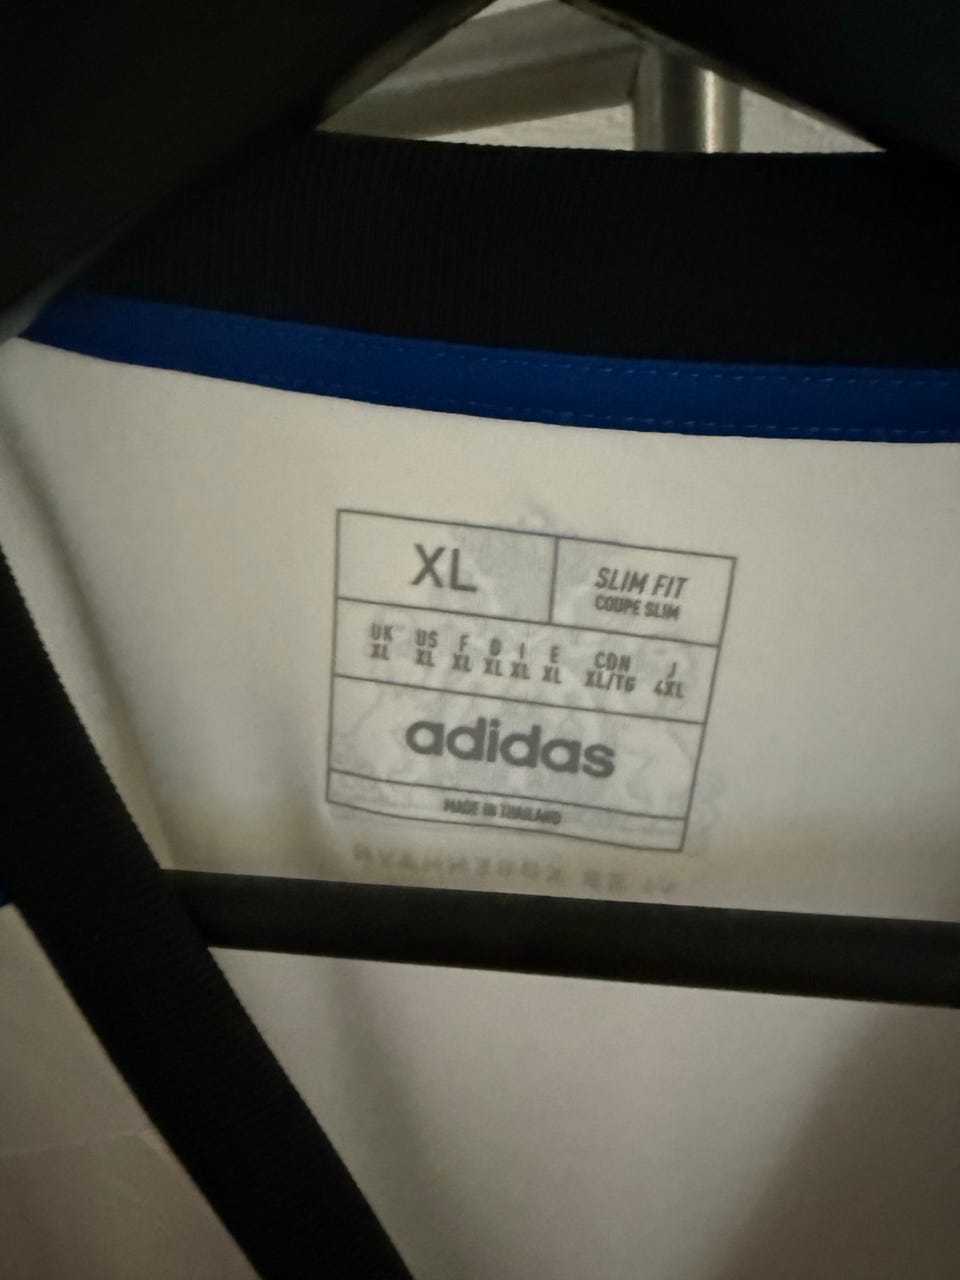 XL
SLIM FIT
COUPE SLIM
UK US F D I E CDN J
XL XL XL XL XL XL XL/TG 4XL
adidas
MADE IN THAILAND